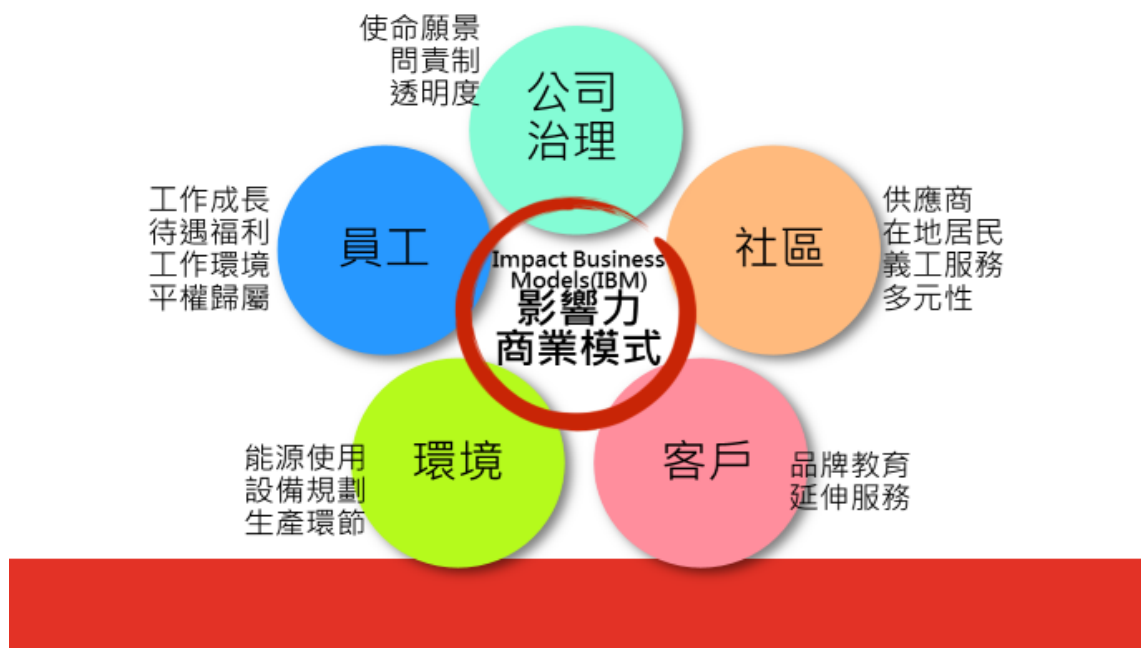 使命願景
問責制
透明度
公司
治理
工作成長
待遇福利
工作環境
平權歸屬
員工
Impact Business
Models(IBM)
影響力
商業模式
社區
供應商
在地居民
義工服務
多元性
能源使用
設備規劃
生產環節
環境
客戶
品牌教育
延伸服務